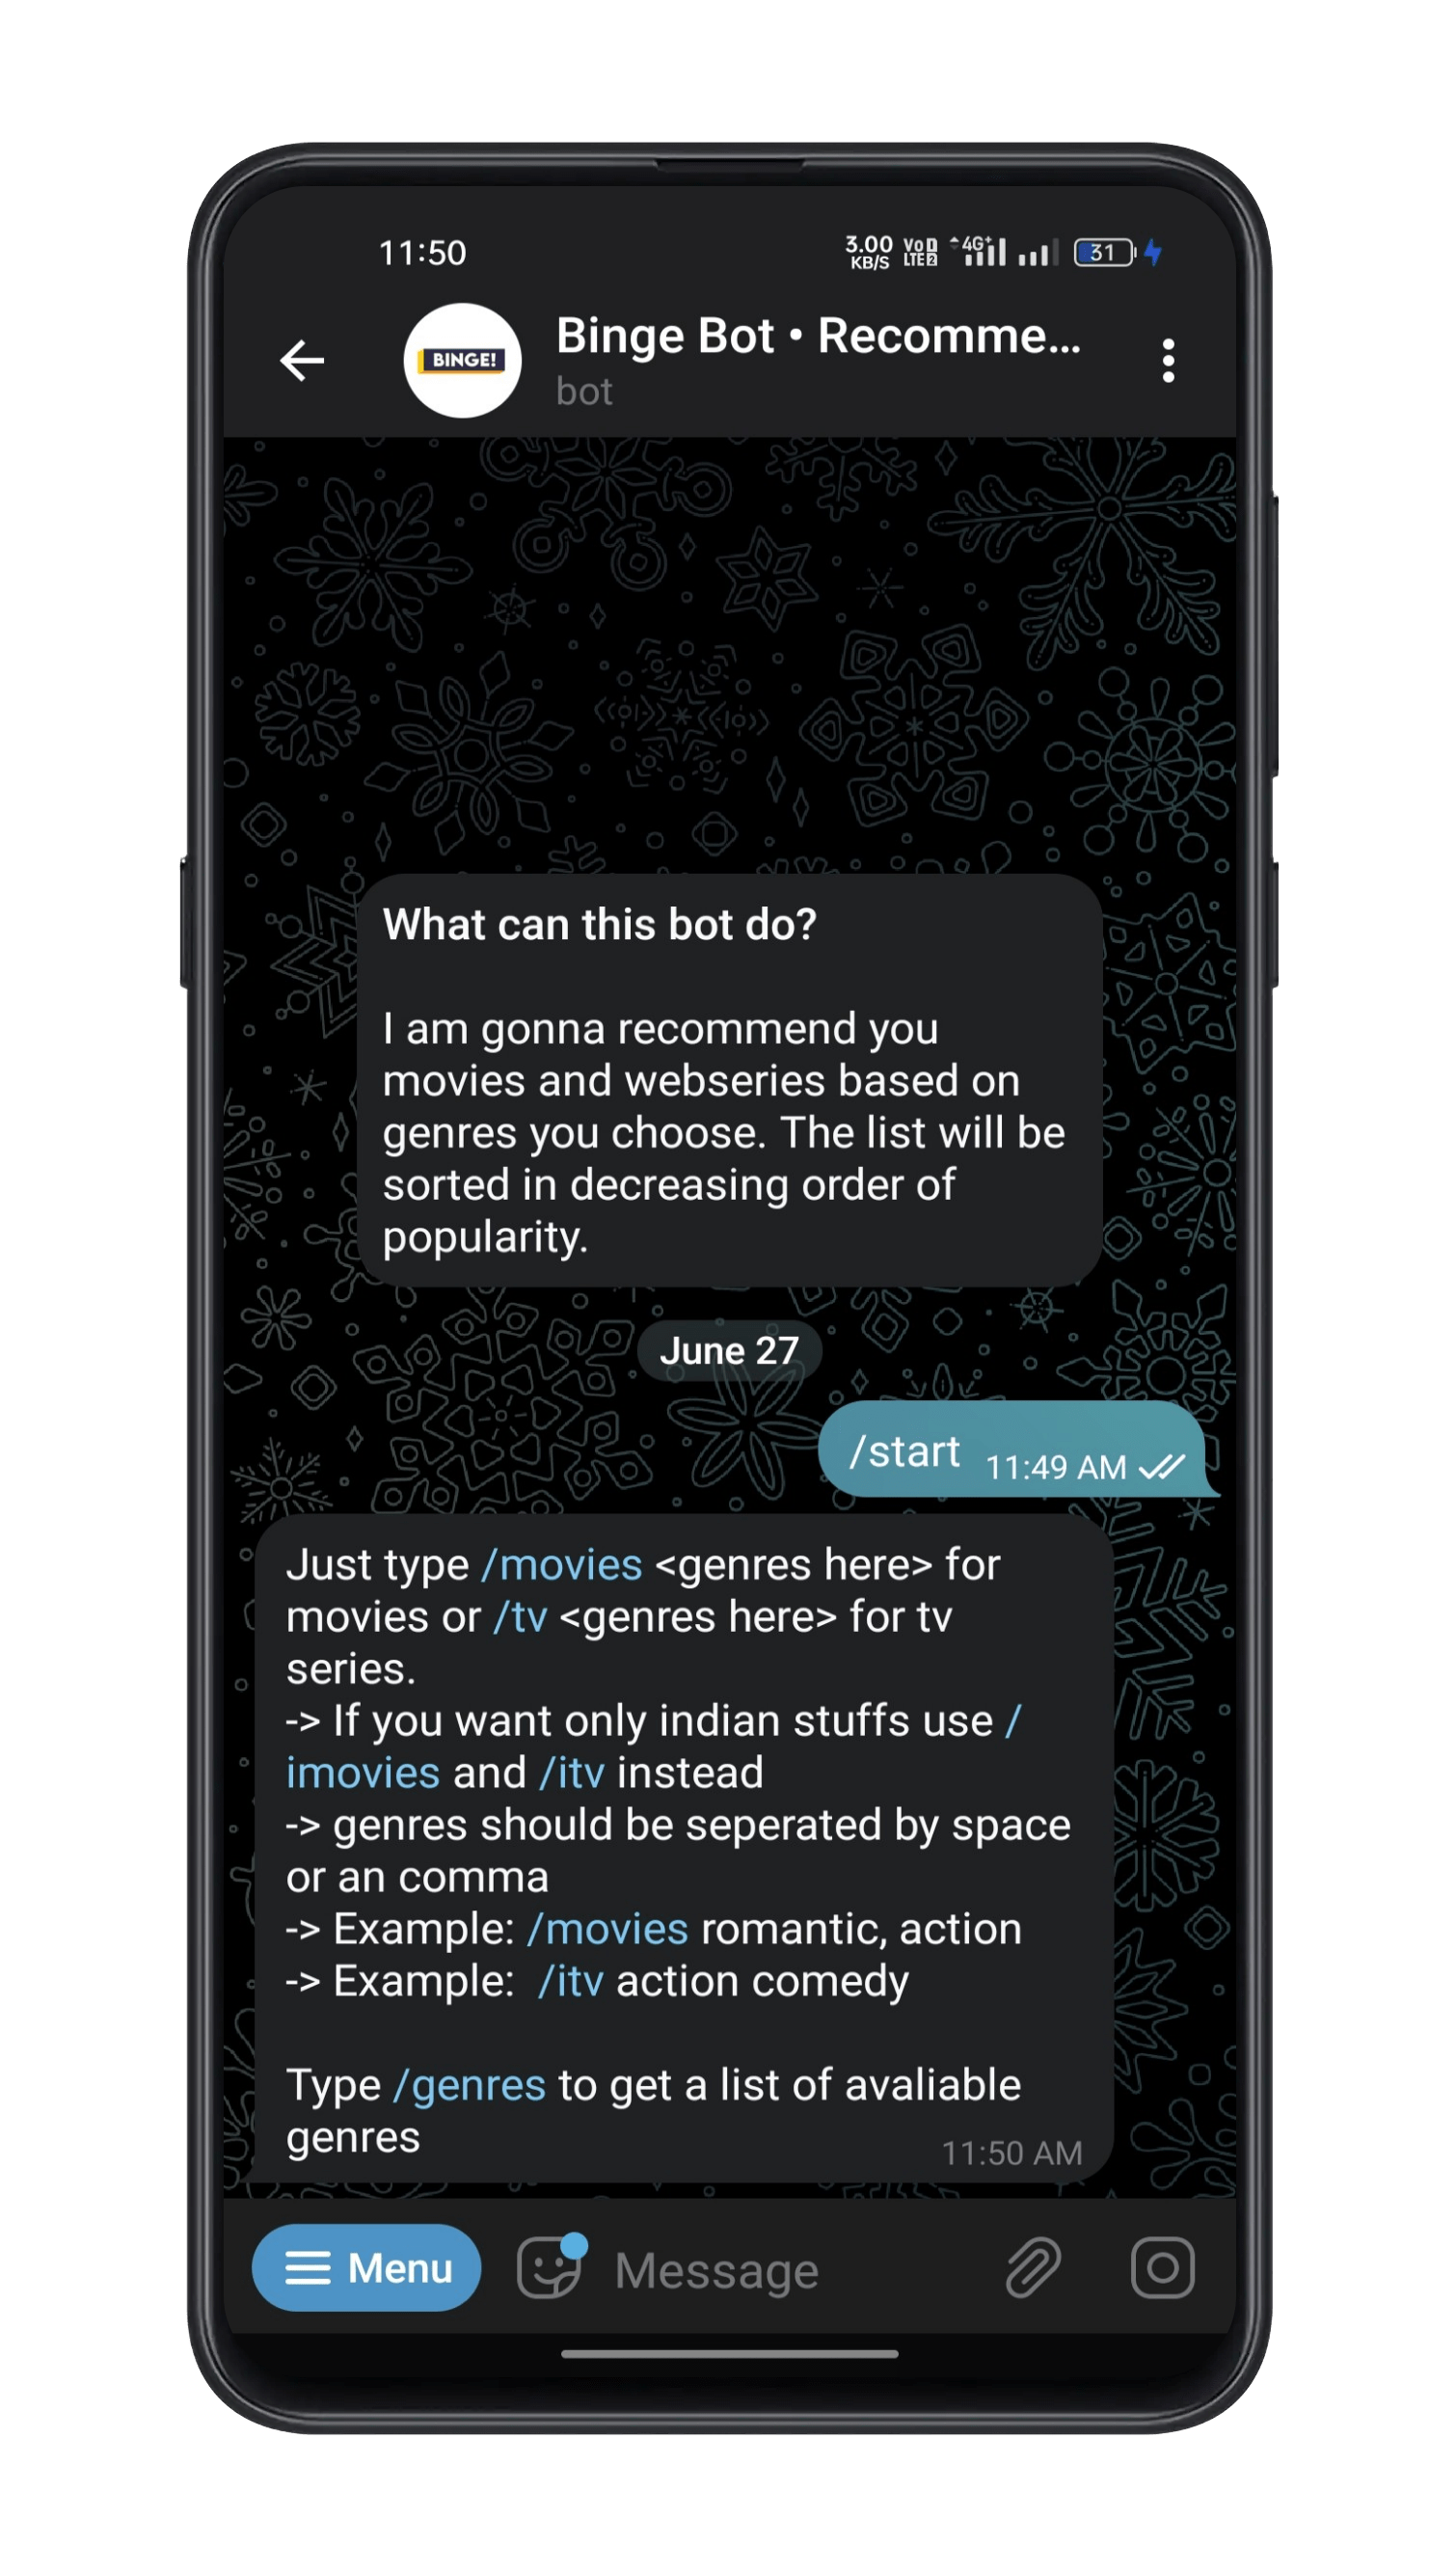 11:50
3.00
KB/S
Vo
LTE 2
4G+
31
BINGE!
Binge Bot • Recomme...
bot
What can this bot do?
I am gonna recommend you
movies and webseries based on
genres you choose. The list will be
sorted in decreasing order of
popularity.
June 27
/start 11:49 AM
Just type /movies <genres here> for
movies or /tv <genres here> for tv
series.
-> If you want only indian stuffs use /
imovies and /itv instead
-> genres should be seperated by space
or an comma
-> Example: /movies romantic, action
-> Example:  /itv action comedy
Type /genres to get a list of avaliable
genres
11:50 AM
Menu
Message